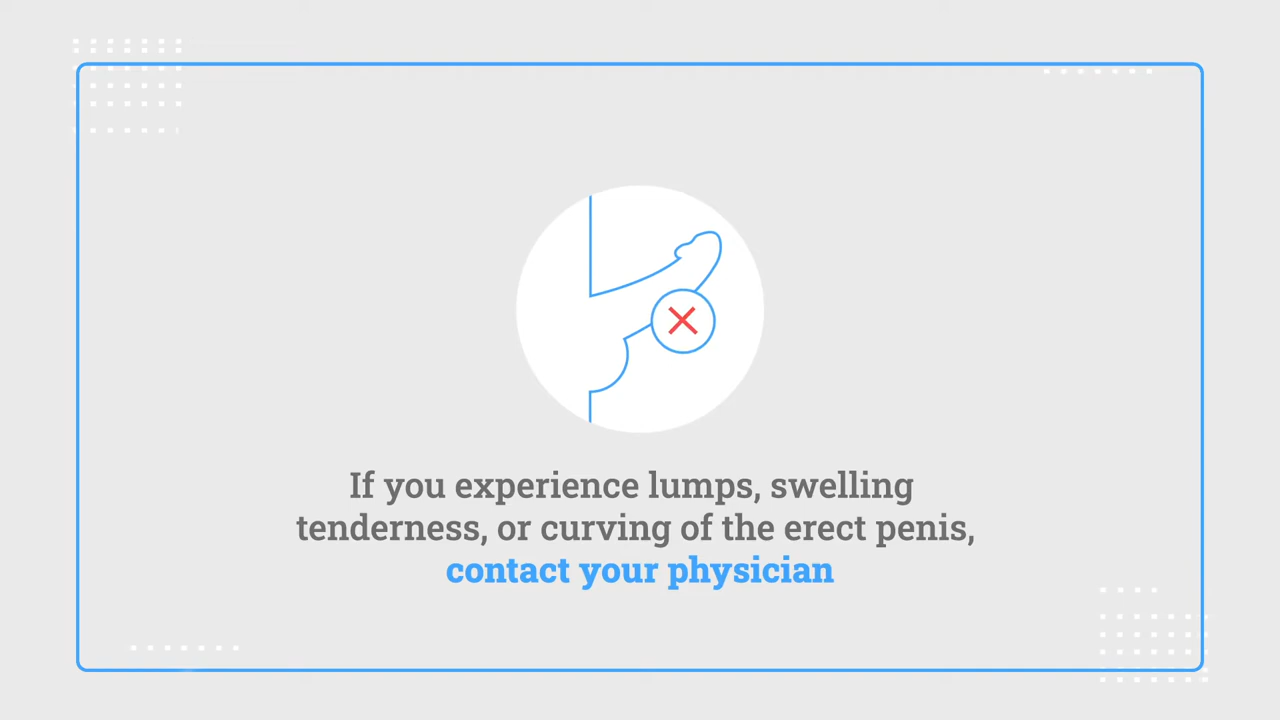 If you experience lumps, swelling
tenderness, or curving of the erect penis,
contact your physician